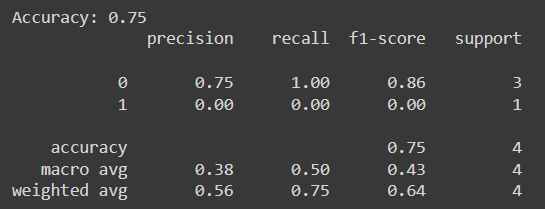 Accuracy: 0.75
precision recall f1-score support
0 0.75 1.00 0.86 3
1 0.00 0.00 0.00 1
accuracy 0.75 4
macro avg 0.38 0.50 0.43 4
weighted avg 0.56 0.75 0.64 4